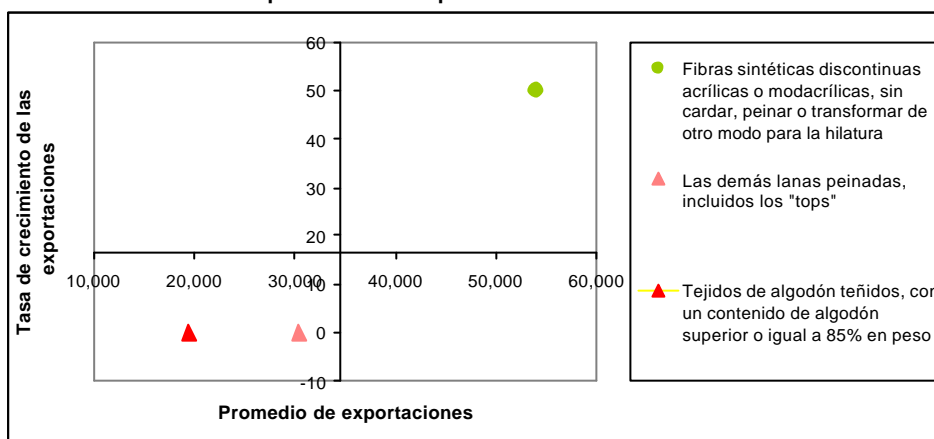 Tasa de crecimiento de las
exportaciones
60
50
40
30
20
10
0
-10
10,000
20,000
30,000
40,000
50,000
60,000
Promedio de exportaciones
Fibras sintéticas discontinuas
acrílicas o modacrílicas, sin
cardar, peinar o transformar de
otro modo para la hilatura
Las demás lanas peinadas,
incluidos los "tops"
Tejidos de algodón teñidos, con
un contenido de algodón
superior o igual a 85% en peso